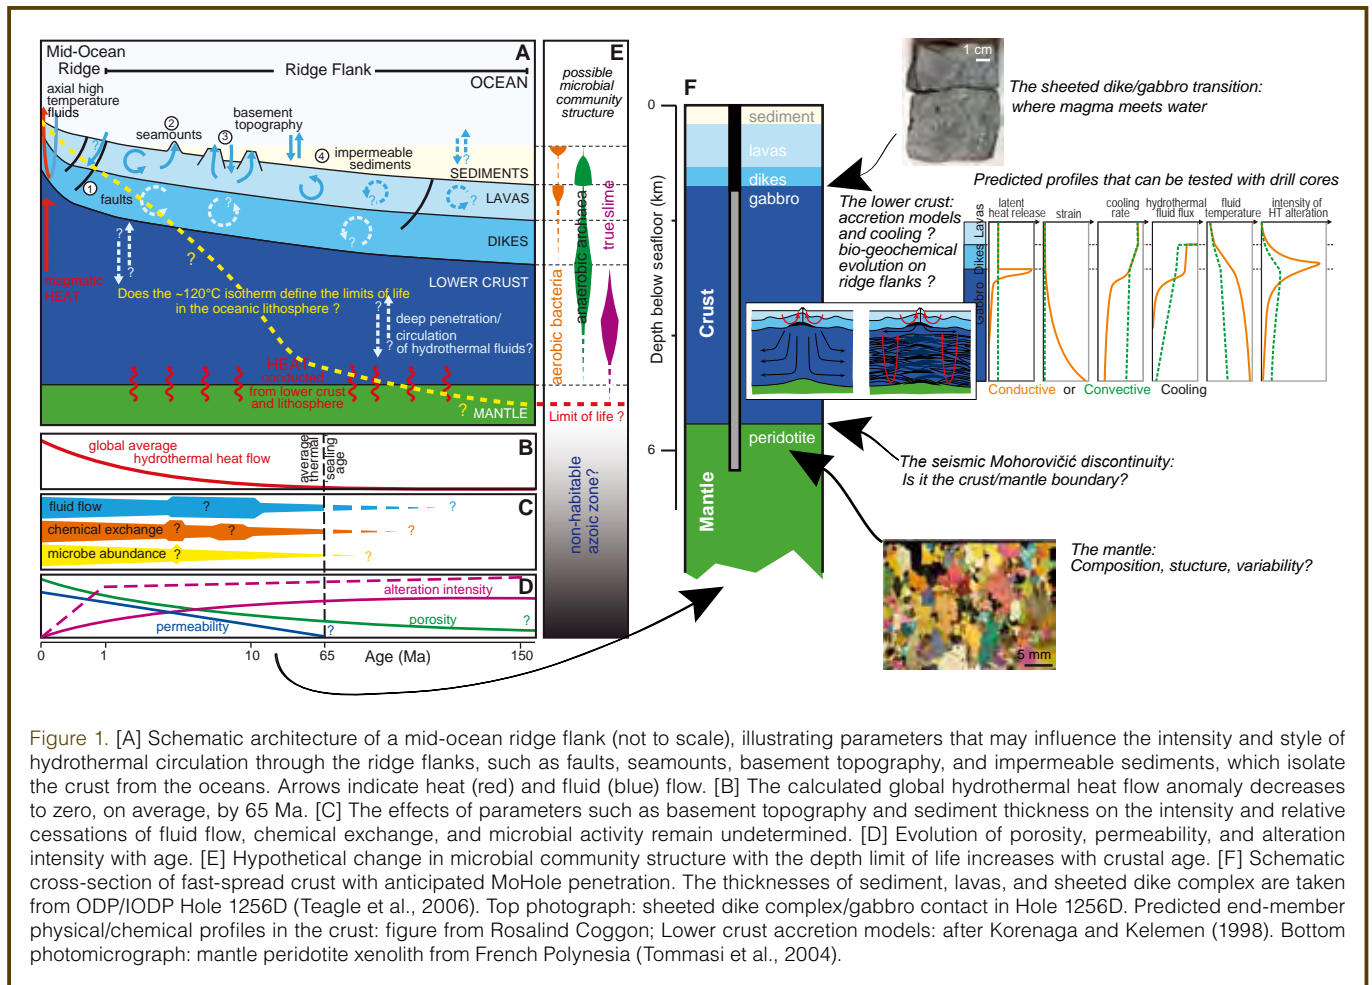 Mid-Ocean
Ridge
Ridge Flank
A
OCEAN
axial high
temperature
fluids
2
seamounts
3
basement
topography
4
impermeable
sediments
?
?
1
faults
SEDIMENTS
LAVAS
?
?
?
?
DIKES
?
?
?
magmatic
HEAT
LOWER CRUST
Does the ~120°C isotherm define the limits of life
in the oceanic lithosphere ?
?
?
deep penetration/
circulation
of hydrothermal fluids?
HEAT
conducted
from lower crust
and lithosphere
?
MANTLE
E
possible
microbial
community
structure
aerobic bacteria
anaerobic archaea
true slime
Limit of life ?
non-habitable
azoic zone?
B
global average
hydrothermal heat flow
average
thermal
sealing
age
C
fluid flow
?
?
chemical exchange
?
?
?
microbe abundance
?
?
D
alteration intensity
permeability
porosity
?
?
0
1
10
65
Age (Ma)
150
F
0
6
Depth below seafloor (km)
sediment
lavas
dikes
gabbro
Crust
peridotite
Mantle
1 cm
The sheeted dike/gabbro transition:
where magma meets water
The lower crust:
accretion models
and cooling ?
bio-geochemical
evolution on
ridge flanks ?
Predicted profiles that can be tested with drill cores
latent
heat release
strain
cooling
rate
hydrothermal
fluid flux
fluid
temperature
intensity of
HT alteration
Lavas
Dikes
Gabbro
Conductive or Convective Cooling
The seismic Mohorovičić discontinuity:
Is it the crust/mantle boundary?
The mantle:
Composition, stucture, variability?
5 mm
Figure 1. [A] Schematic architecture of a mid-ocean ridge flank (not to scale), illustrating parameters that may influence the intensity and style of
hydrothermal circulation through the ridge flanks, such as faults, seamounts, basement topography, and impermeable sediments, which isolate
the crust from the oceans. Arrows indicate heat (red) and fluid (blue) flow. [B] The calculated global hydrothermal heat flow anomaly decreases
to zero, on average, by 65 Ma. [C] The effects of parameters such as basement topography and sediment thickness on the intensity and relative
cessations of fluid flow, chemical exchange, and microbial activity remain undetermined. [D] Evolution of porosity, permeability, and alteration
intensity with age. [E] Hypothetical change in microbial community structure with the depth limit of life increases with crustal age. [F] Schematic
cross-section of fast-spread crust with anticipated MoHole penetration. The thicknesses of sediment, lavas, and sheeted dike complex are taken
from ODP/IODP Hole 1256D (Teagle et al., 2006). Top photograph: sheeted dike complex/gabbro contact in Hole 1256D. Predicted end-member
physical/chemical profiles in the crust: figure from Rosalind Coggon; Lower crust accretion models: after Korenaga and Kelemen (1998). Bottom
photomicrograph: mantle peridotite xenolith from French Polynesia (Tommasi et al., 2004).